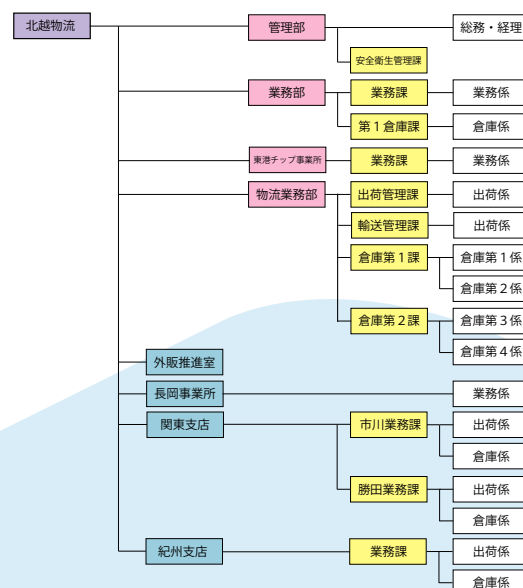 北越物流 管理部 総務・経理
安全衛生管理課
業務部 業務課 業務係
第1倉庫課 倉庫係
東港チップ事業所 業務課 業務係
物流業務部 出荷管理課 出荷係
輸送管理課 出荷係
倉庫第1課 倉庫第1係
倉庫第2係
倉庫第2課 倉庫第3係
倉庫第4係
外販推進室
長岡事業所 業務係
関東支店 市川業務課 出荷係
倉庫係
勝田業務課 出荷係
倉庫係
紀州支店 業務課 出荷係
倉庫係